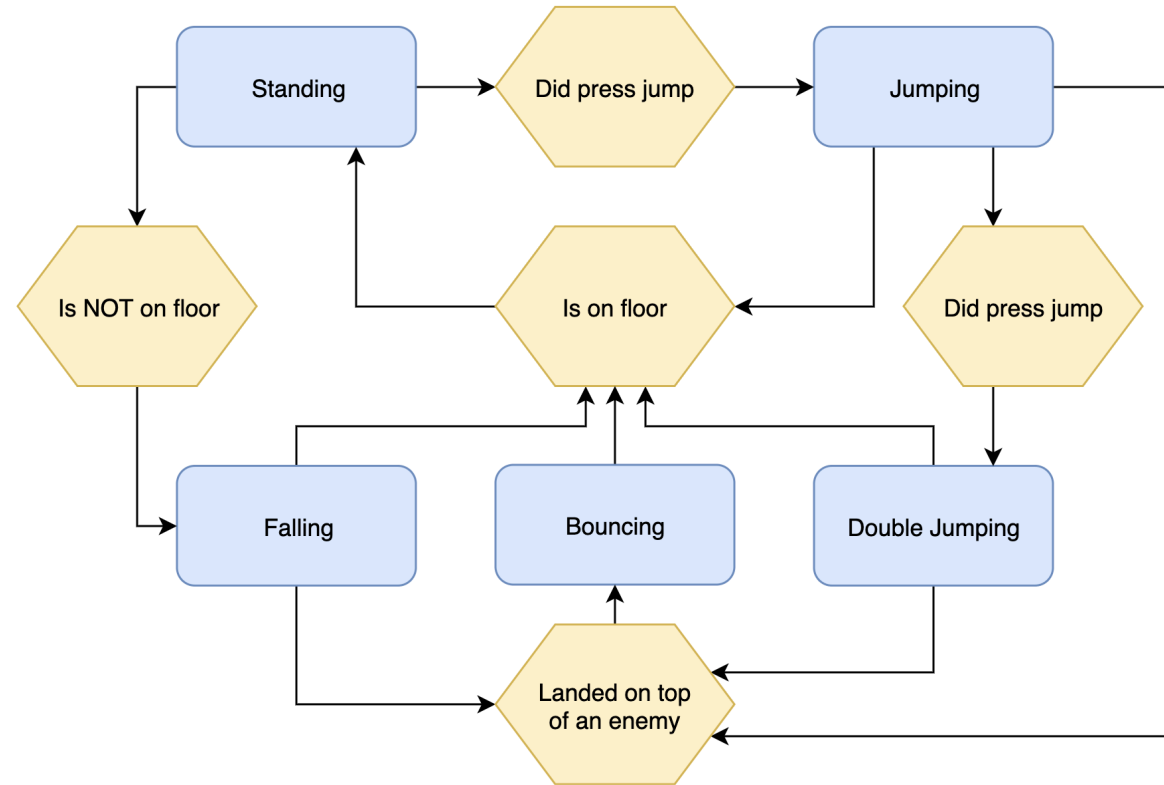 Standing
Did press jump
Jumping
Is NOT on floor
Is on floor
Did press jump
Falling
Bouncing
Double Jumping
Landed on top
of an enemy